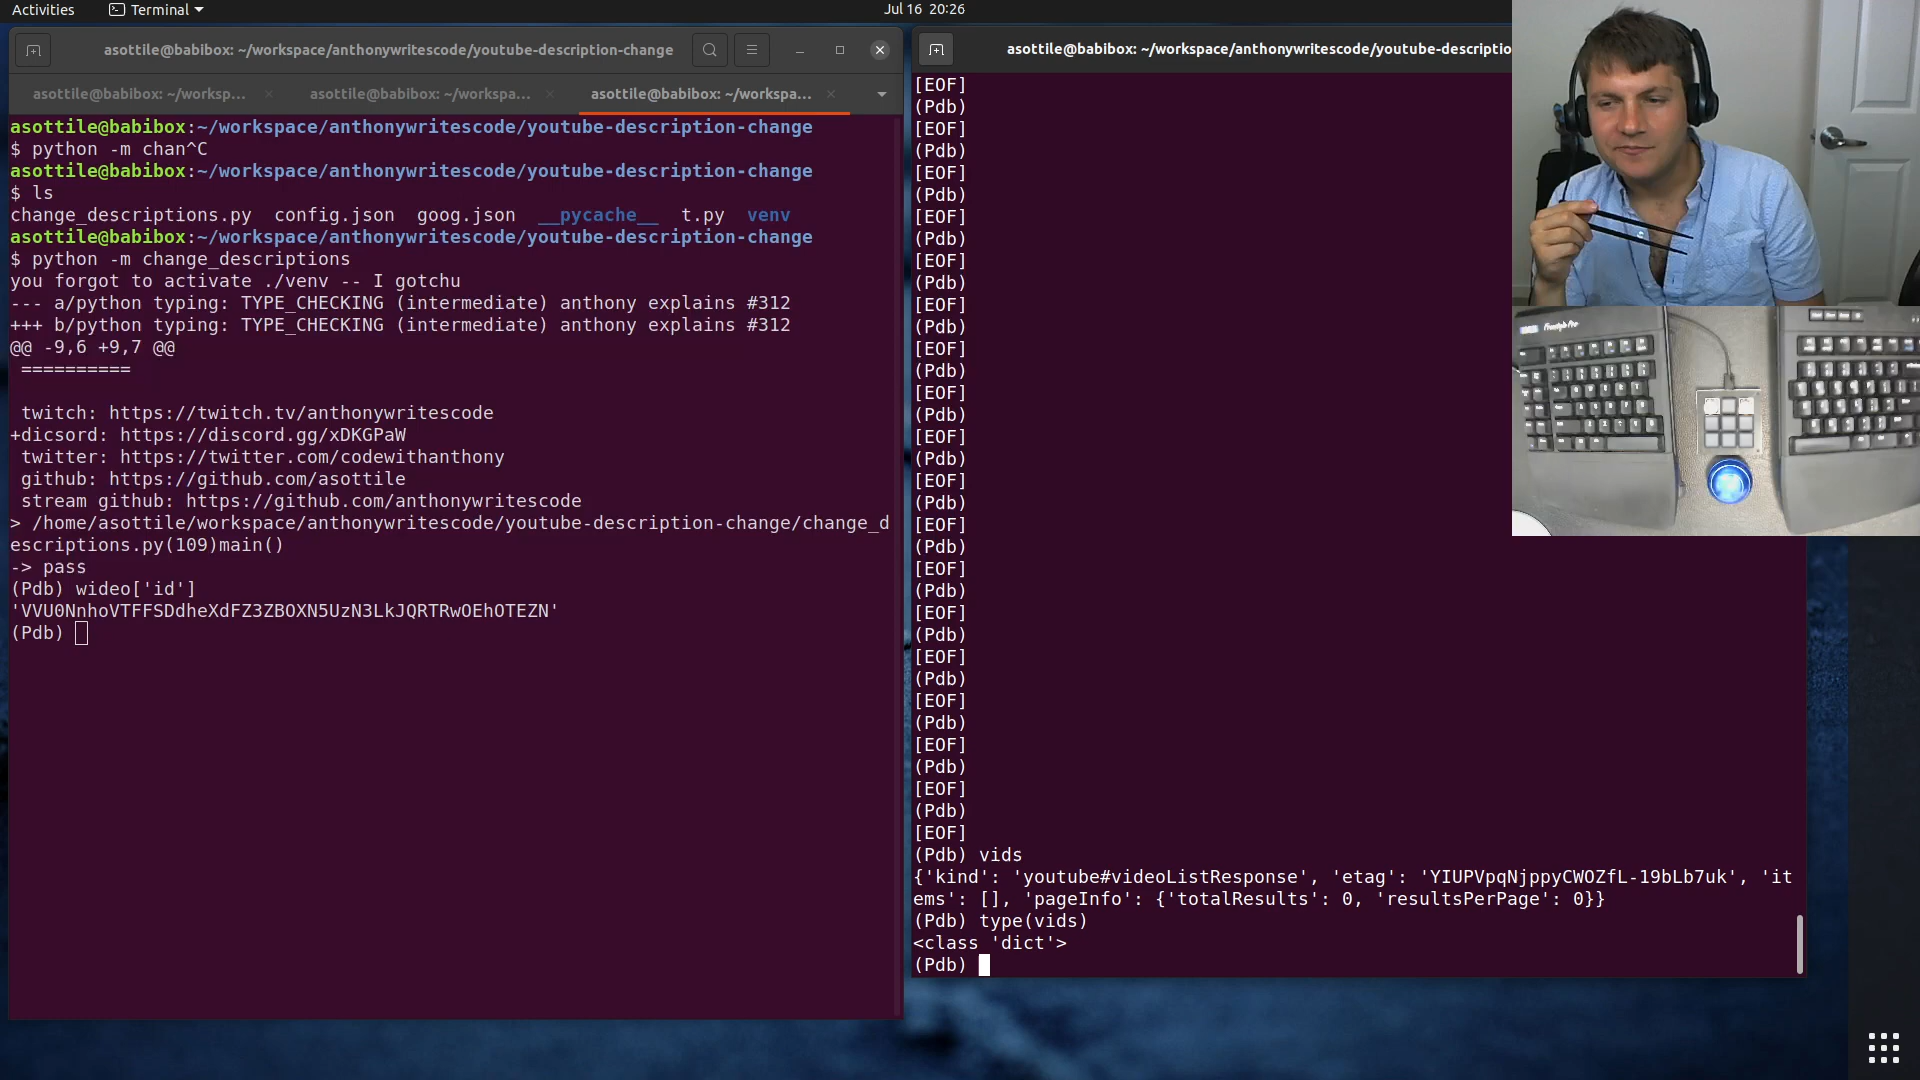 Activities
Terminal
Jul 16 20:26
asottile@babibox: ~/workspace/anthonywritescode/youtube-description-change
asottile@babibox: ~/worksp...
asottile@babibox: ~/workspa...
asottile@babibox: ~/workspa...
asottile@babibox:~/workspace/anthonywritescode/youtube-description-change
$ python -m chan^C
asottile@babibox:~/workspace/anthonywritescode/youtube-description-change
$ ls
change_descriptions.py config.json goog.json __pycache__ t.py venv
asottile@babibox:~/workspace/anthonywritescode/youtube-description-change
$ python -m change_descriptions
you forgot to activate ./venv -- I gotchu
--- a/python typing: TYPE_CHECKING (intermediate) anthony explains #312
+++ b/python typing: TYPE_CHECKING (intermediate) anthony explains #312
@@ -9,6 +9,7 @@
==========
twitch: https://twitch.tv/anthonywritescode
+dicsord: https://discord.gg/xDKGPaW
twitter: https://twitter.com/codewithanthony
github: https://github.com/asottile
stream github: https://github.com/anthonywritescode
> /home/asottile/workspace/anthonywritescode/youtube-description-change/change_d
escriptions.py(109)main()
-> pass
(Pdb) wideo['id']
'VVU0NnhoVTFFSDdheXdFZ3ZBOXN5UzN3LkJQRTRwOEhOTEZN'
(Pdb)
asottile@babibox: ~/workspace/anthonywritescode/youtube-descriptio
[EOF]
(Pdb)
[EOF]
(Pdb)
[EOF]
(Pdb)
[EOF]
(Pdb)
[EOF]
(Pdb)
[EOF]
(Pdb)
[EOF]
(Pdb)
[EOF]
(Pdb)
[EOF]
(Pdb)
[EOF]
(Pdb)
[EOF]
(Pdb)
[EOF]
(Pdb)
[EOF]
(Pdb)
[EOF]
(Pdb)
[EOF]
(Pdb)
[EOF]
(Pdb)
[EOF]
(Pdb)
[EOF]
(Pdb) vids
{'kind': 'youtube#videoListResponse', 'etag': 'YIUPVpqNjppyCWOZfL-19bLb7uk', 'it
ems': [], 'pageInfo': {'totalResults': 0, 'resultsPerPage': 0}}
(Pdb) type(vids)
<class 'dict'>
(Pdb)
Freestyle Pro